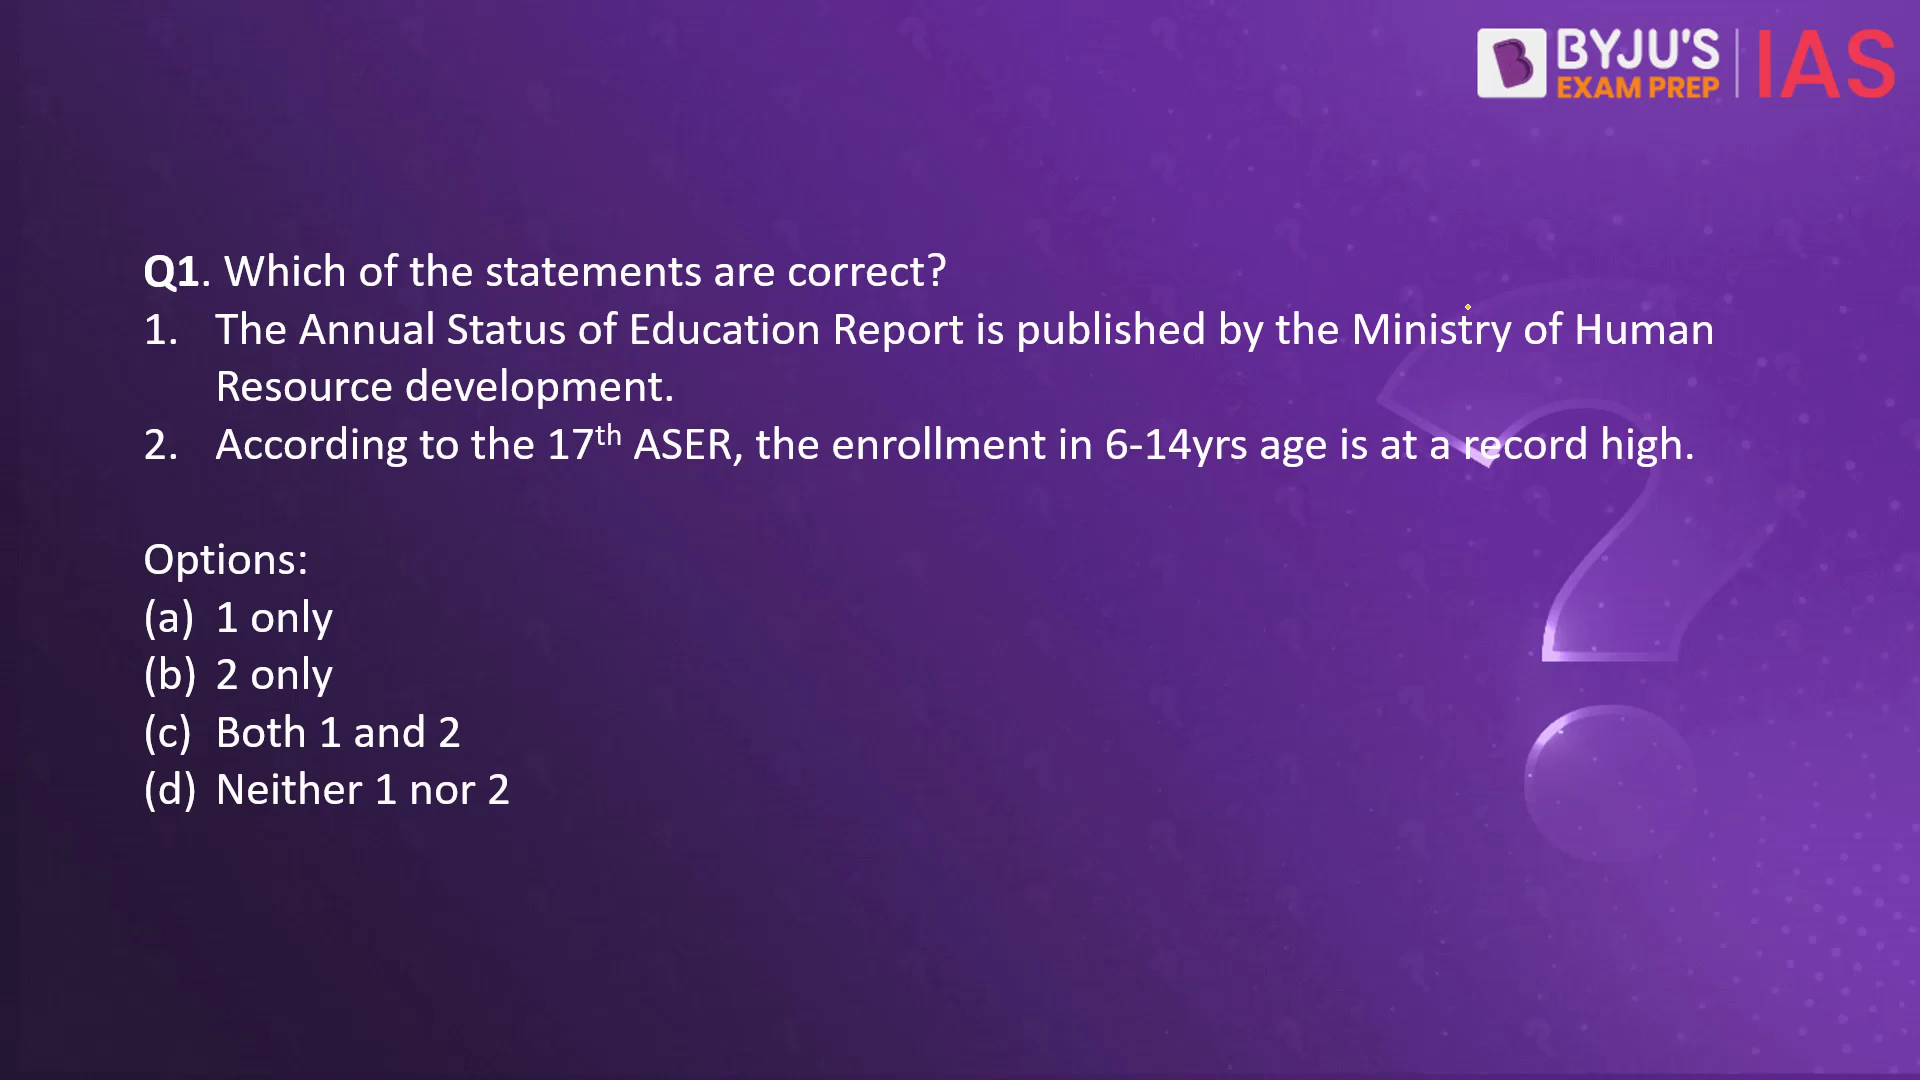 BYJU'S
EXAM PREP
IAS
Q1. Which of the statements are correct?
1. The Annual Status of Education Report is published by the Ministry of Human
Resource development.
2. According to the 17th ASER, the enrollment in 6-14yrs age is at a record high.
Options:
(a) 1 only
(b) 2 only
(c) Both 1 and 2
(d) Neither 1 nor 2